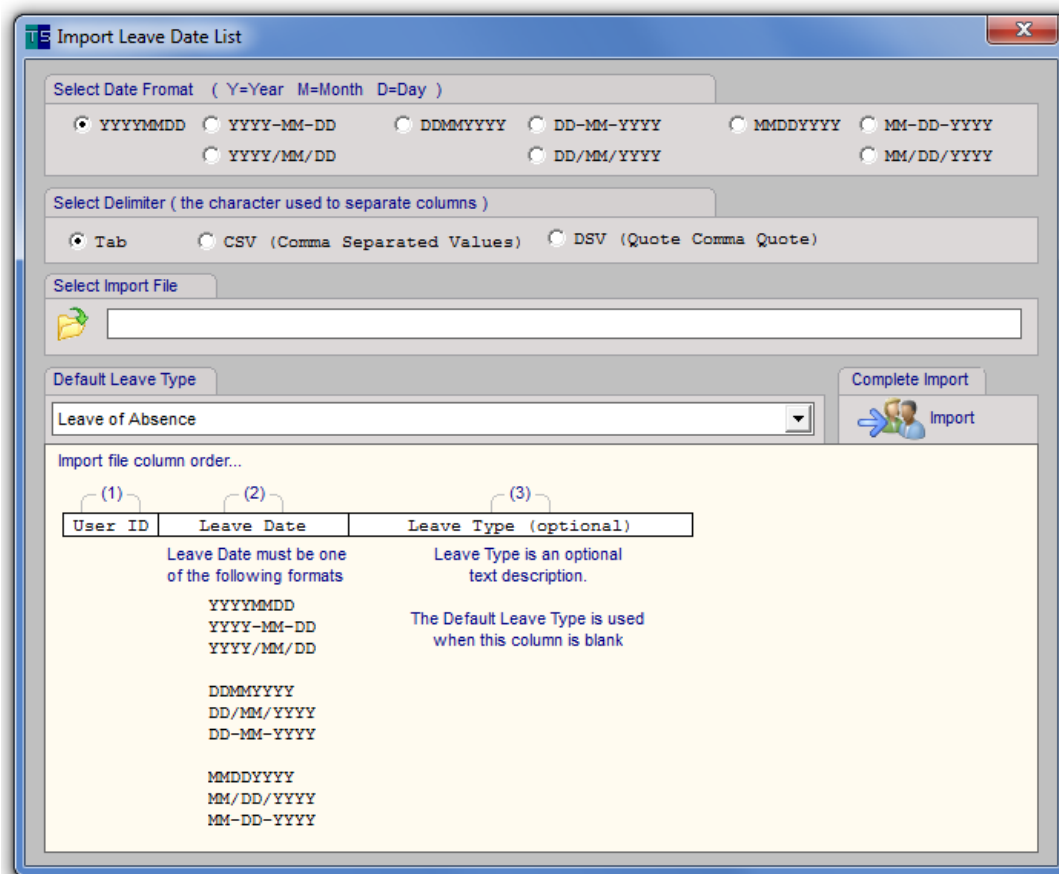 TS Import Leave Date List
Select Date Fromat ( Y=Year M=Month D=Day )
YYYYMMDD YYYY-MM-DD DDMMYYYY DD-MM-YYYY MMDDYYYY MM-DD-YYYY
YYYY/MM/DD DD/MM/YYYY MM/DD/YYYY
Select Delimiter ( the character used to separate columns )
Tab CSV (Comma Separated Values) DSV (Quote Comma Quote)
Select Import File
Default Leave Type Complete Import
Leave of Absence Import
Import file column order...
(1) (2) (3)
User ID Leave Date Leave Type (optional)
Leave Date must be one Leave Type is an optional
of the following formats text description.
YYYYMMDD
YYYY-MM-DD The Default Leave Type is used
YYYY/MM/DD when this column is blank
DDMMYYYY
DD/MM/YYYY
DD-MM-YYYY
MMDDYYYY
MM/DD/YYYY
MM-DD-YYYY